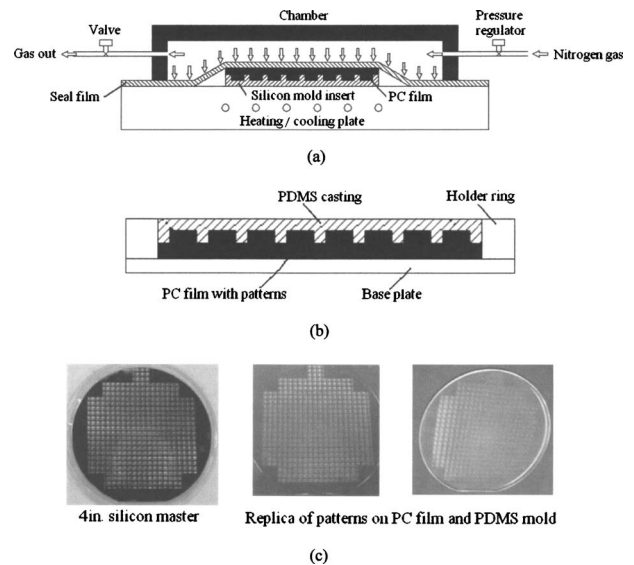 Chamber
Valve
Pressure
regulator
Gas out
Nitrogen gas
Seal film
Silicon mold insert
PC film
Heating / cooling plate
(a)
PDMS casting
Holder ring
PC film with patterns
Base plate
(b)
4in. silicon master
Replica of patterns on PC film and PDMS mold
(c)